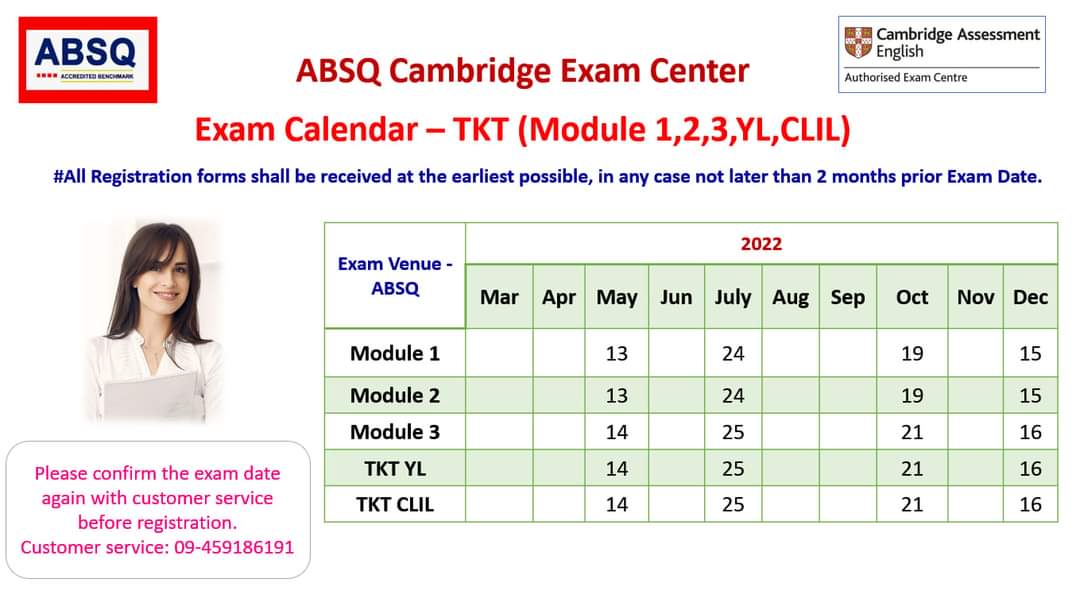 ABSQ
ACCREDITED BENCHMARK
Cambridge Assessment
English
Authorised Exam Centre
ABSQ Cambridge Exam Center
Exam Calendar – TKT (Module 1,2,3,YL,CLIL)
#All Registration forms shall be received at the earliest possible, in any case not later than 2 months prior Exam Date.
Exam Venue -
ABSQ
2022
Mar Apr May Jun July Aug Sep Oct Nov Dec
Module 1 13 24 19 15
Module 2 13 24 19 15
Module 3 14 25 21 16
TKT YL 14 25 21 16
TKT CLIL 14 25 21 16
Please confirm the exam date
again with customer service
before registration.
Customer service: 09-459186191